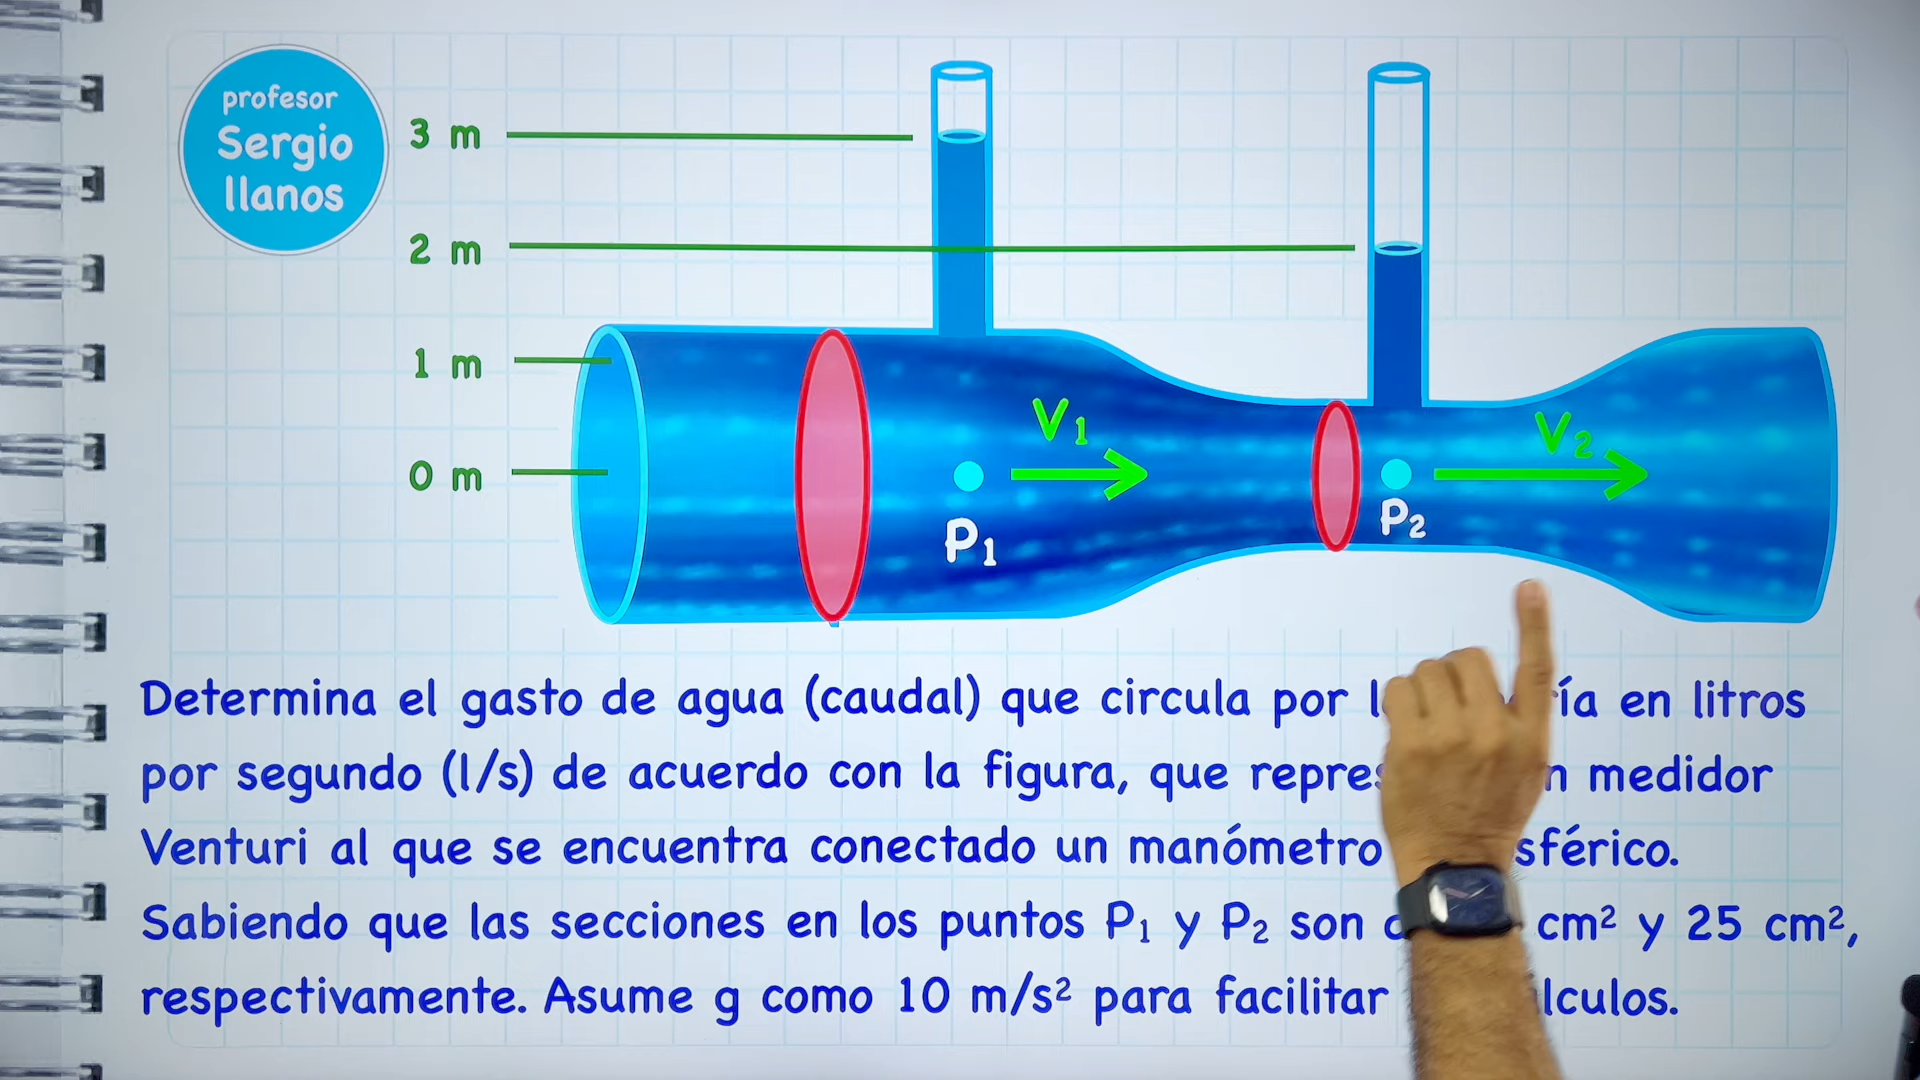 profesor
Sergio
llanos
3 m
2 m
1 m
0 m
V₁
V₂
P₁
P₂
Determina el gasto de agua (caudal) que circula por ía en litros
por segundo (l/s) de acuerdo con la figura, que n medidor
Venturi al que se encuentra conectado un manómetro sférico.
Sabiendo que las secciones en los puntos P₁ y P₂ son cm² y 25 cm²,
respectivamente. Asume g como 10 m/s² para facilitar lculos.